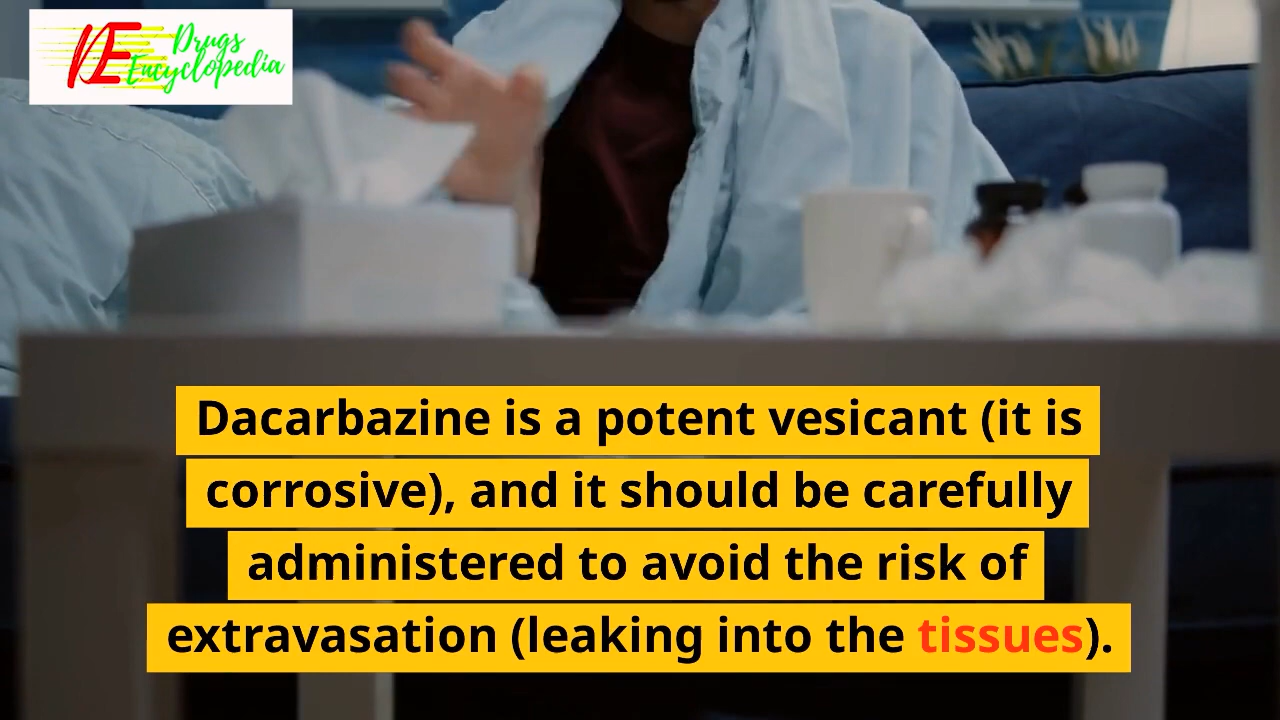 DE Drugs
Encyclopedia
Dacarbazine is a potent vesicant (it is
corrosive), and it should be carefully
administered to avoid the risk of
extravasation (leaking into the tissues).